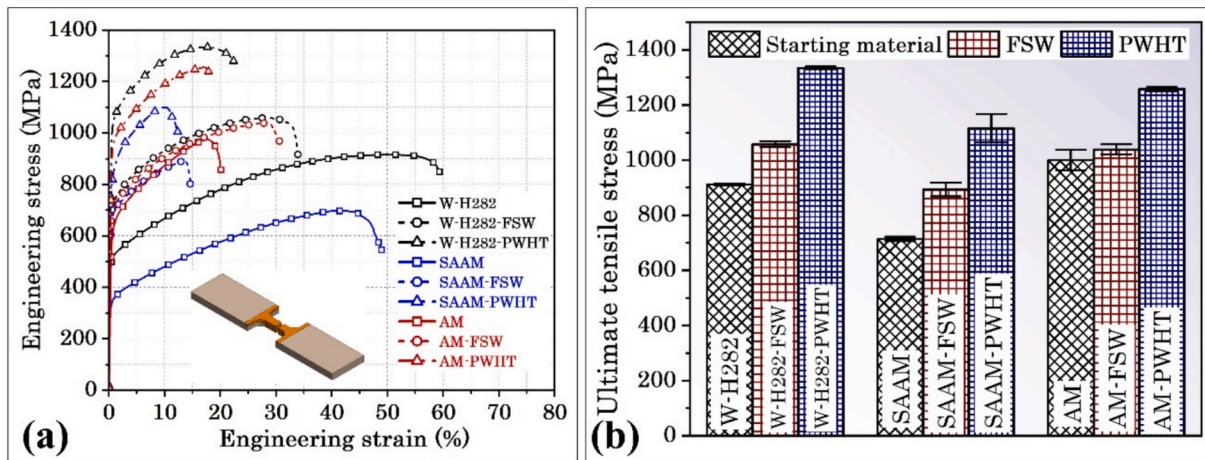 1400
1200
1000
800
600
400
200
0
Engineering stress (MPa)
W-H282
W-H282-FSW
W-H282-PWHT
SAAM
SAAM-FSW
SAAM-PWHT
AM
AM-FSW
AM-PWHT
0 10 20 30 40 50 60 70 80
Engineering strain (%)
(a)
Starting material FSW PWHT
1400
1200
1000
800
600
400
200
0
Ultimate tensile stress (MPa)
W-H282
W-H282-FSW
W-H282-PWHT
SAAM
SAAM-FSW
SAAM-PWHT
AM
AM-FSW
AM-PWHT
(b)